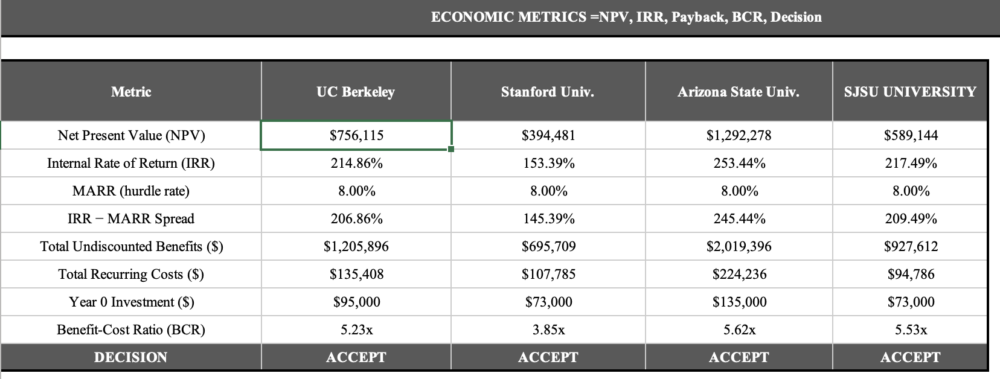 ECONOMIC METRICS =NPV, IRR, Payback, BCR, Decision
Metric UC Berkeley Stanford Univ. Arizona State Univ. SJSU UNIVERSITY
Net Present Value (NPV) $756,115 $394,481 $1,292,278 $589,144
Internal Rate of Return (IRR) 214.86% 153.39% 253.44% 217.49%
MARR (hurdle rate) 8.00% 8.00% 8.00% 8.00%
IRR − MARR Spread 206.86% 145.39% 245.44% 209.49%
Total Undiscounted Benefits ($) $1,205,896 $695,709 $2,019,396 $927,612
Total Recurring Costs ($) $135,408 $107,785 $224,236 $94,786
Year 0 Investment ($) $95,000 $73,000 $135,000 $73,000
Benefit-Cost Ratio (BCR) 5.23x 3.85x 5.62x 5.53x
DECISION ACCEPT ACCEPT ACCEPT ACCEPT